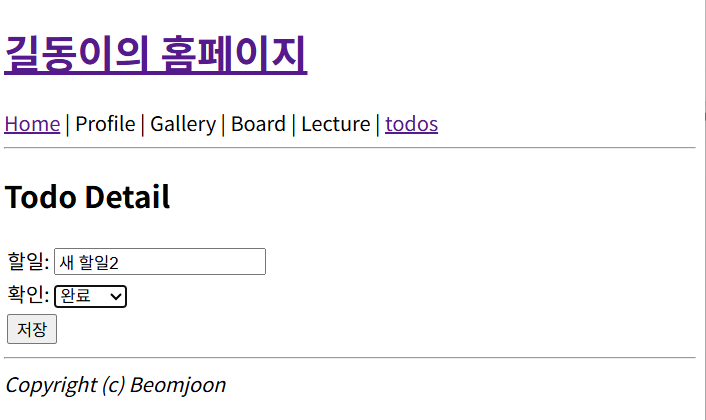 길동이의 홈페이지
Home | Profile | Gallery | Board | Lecture | todos
Todo Detail
할일: 새 할일2
확인: 완료
저장
Copyright (c) Beomjoon